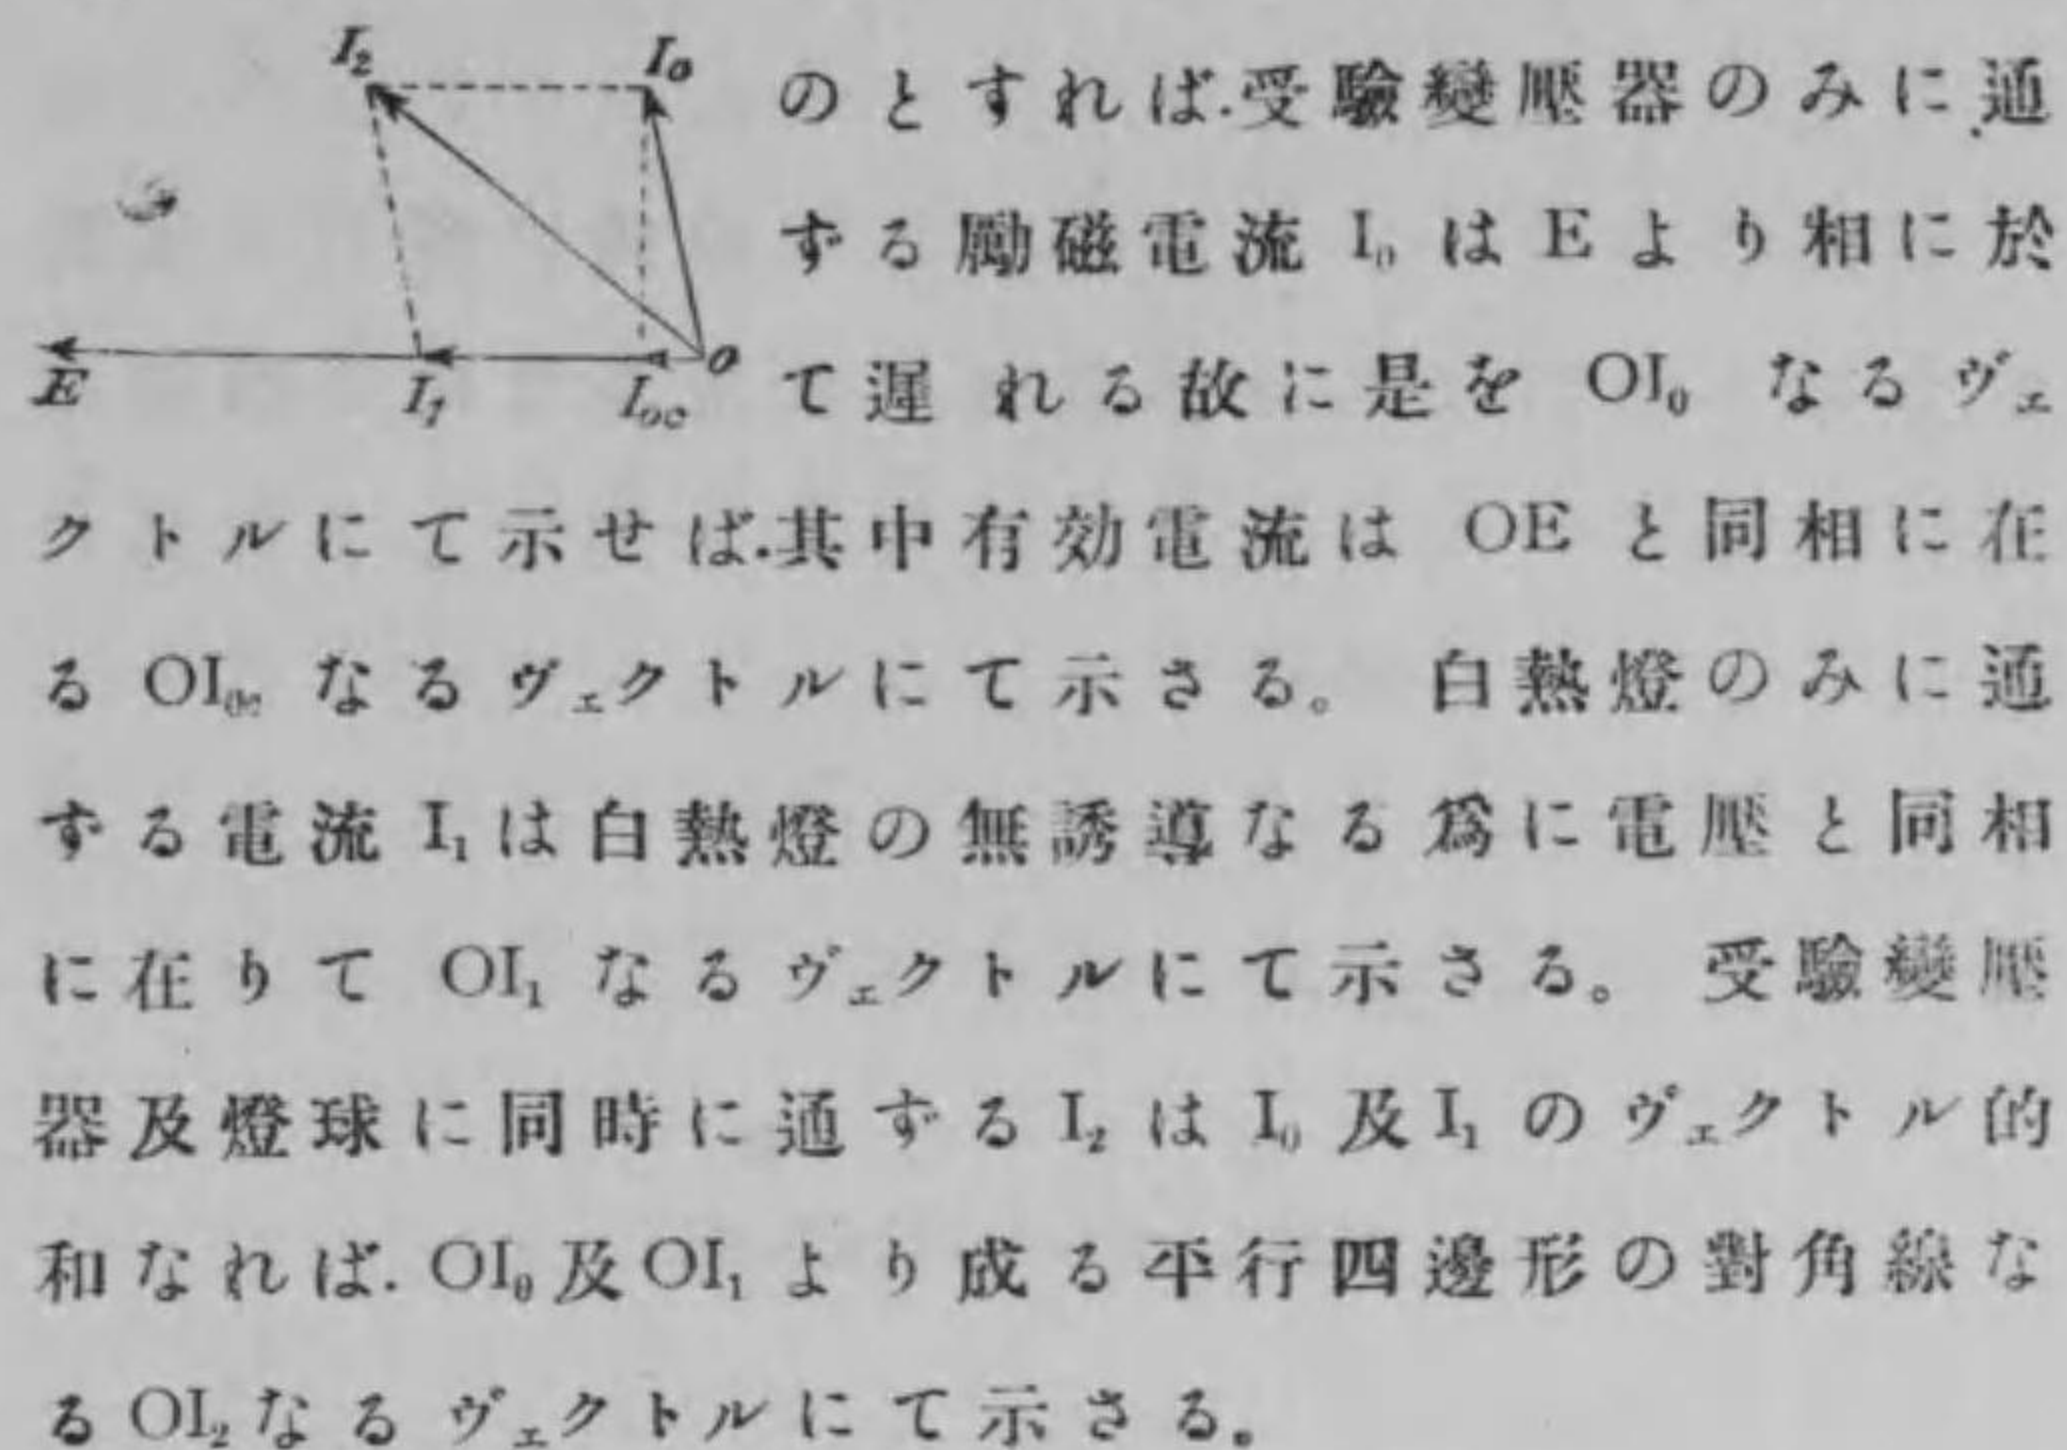 I₂ I₀
E I₁ I₀e O
のとすれば.受驗變壓器のみに通
ずる勵磁電流 I₀ は E より相に於
て遲れる故に是を OI₀ なるヴェ
クトルにて示せば.其中有効電流は OE と同相に在
る OI₀e なるヴェクトルにて示さる。 白熱燈のみに通
ずる電流 I₁ は白熱燈の無誘導なる爲に電壓と同相
に在りて OI₁ なるヴェクトルにて示さる。 受驗變壓
器及燈球に同時に通ずる I₂ は I₀ 及 I₁ のヴェクトル的
和なれば. OI₀ 及 OI₁ より成る平行四邊形の對角線な
る OI₂ なるヴェクトルにて示さる。